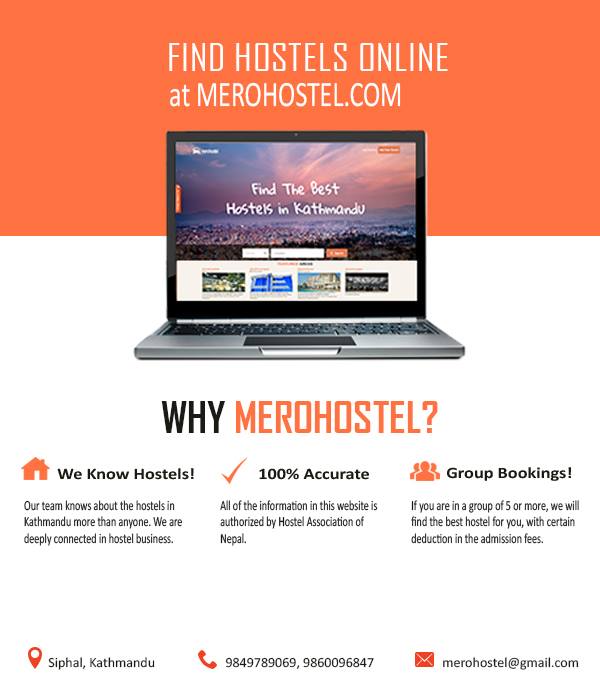 FIND HOSTELS ONLINE
at MEROHOSTEL.COM
Find The Best
Hostels in Kathmandu
WHY MEROHOSTEL?
We Know Hostels!
Our team knows about the hostels in
Kathmandu more than anyone. We are
deeply connected in hostel business.
100% Accurate
All of the information in this website is
authorized by Hostel Association of
Nepal.
Group Bookings!
If you are in a group of 5 or more, we will
find the best hostel for you, with certain
deduction in the admission fees.
Siphal, Kathmandu
9849789069, 9860096847
merohostel@gmail.com